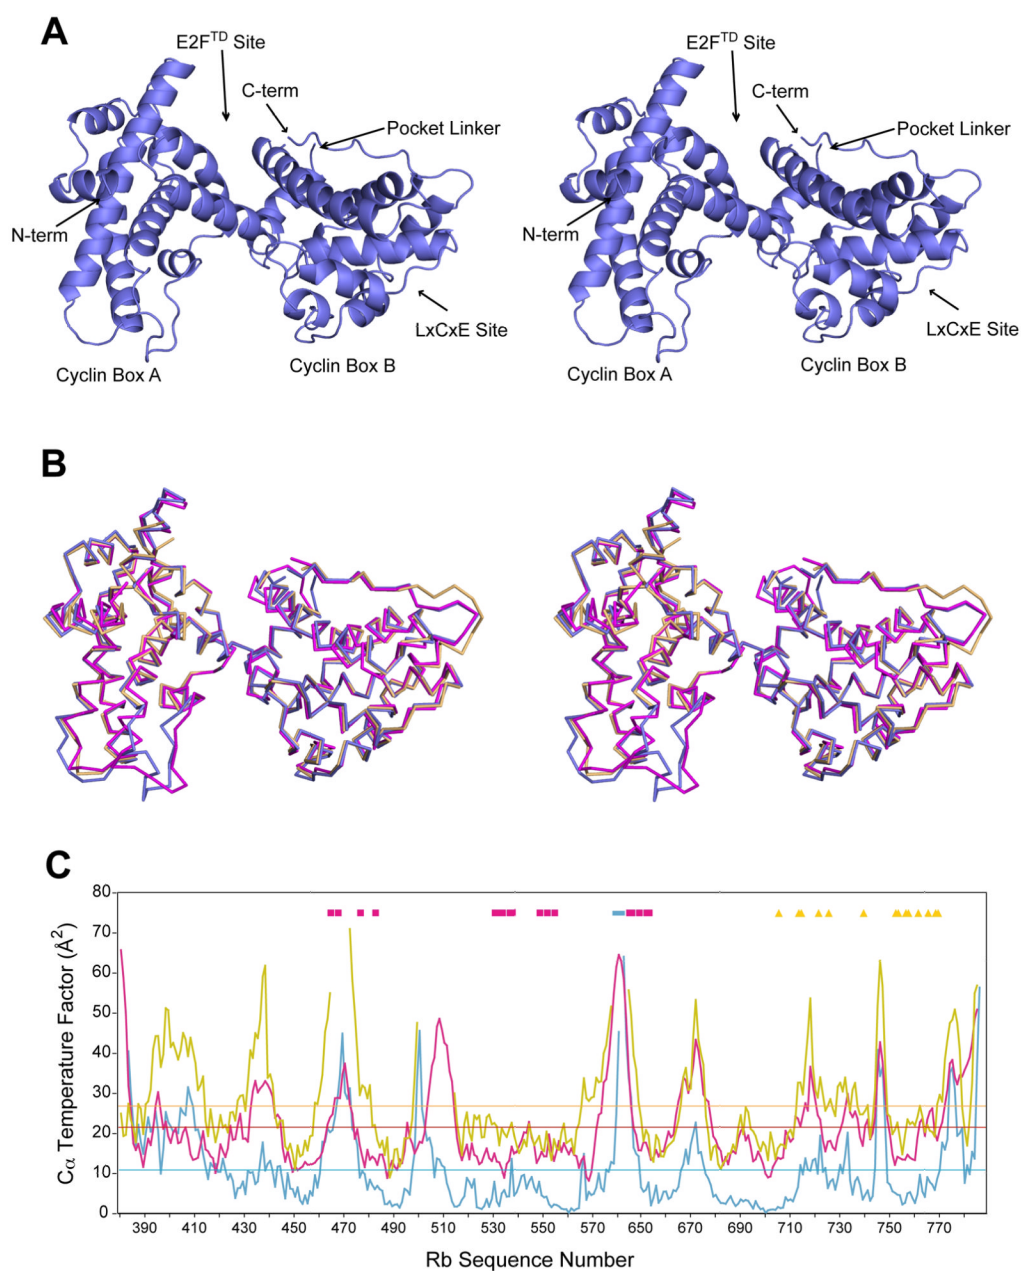 A
E2F^TD Site
C-term
Pocket Linker
N-term
LxCxE Site
Cyclin Box A
Cyclin Box B
E2F^TD Site
C-term
Pocket Linker
N-term
LxCxE Site
Cyclin Box A
Cyclin Box B
B
C
Cα Temperature Factor (Å²)
80
70
60
50
40
30
20
10
0
390 410 430 450 470 490 510 530 550 570 650 670 690 710 730 750 770
Rb Sequence Number